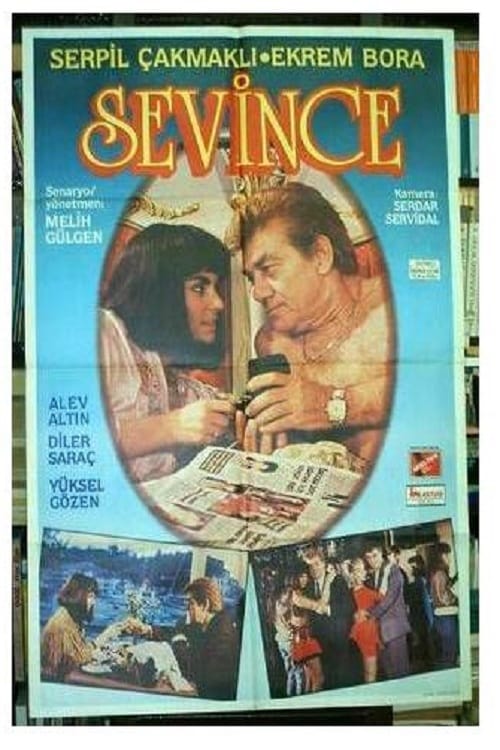 SERPİL ÇAKMAKLI•EKREM BORA
SEVİNCE
Senaryo/
yönetmen:
MELİH
GÜLGEN
Kamera:
SERDAR
SERVİDAL
ALEV
ALTIN
DİLER
SARAÇ
YÜKSEL
GÖZEN